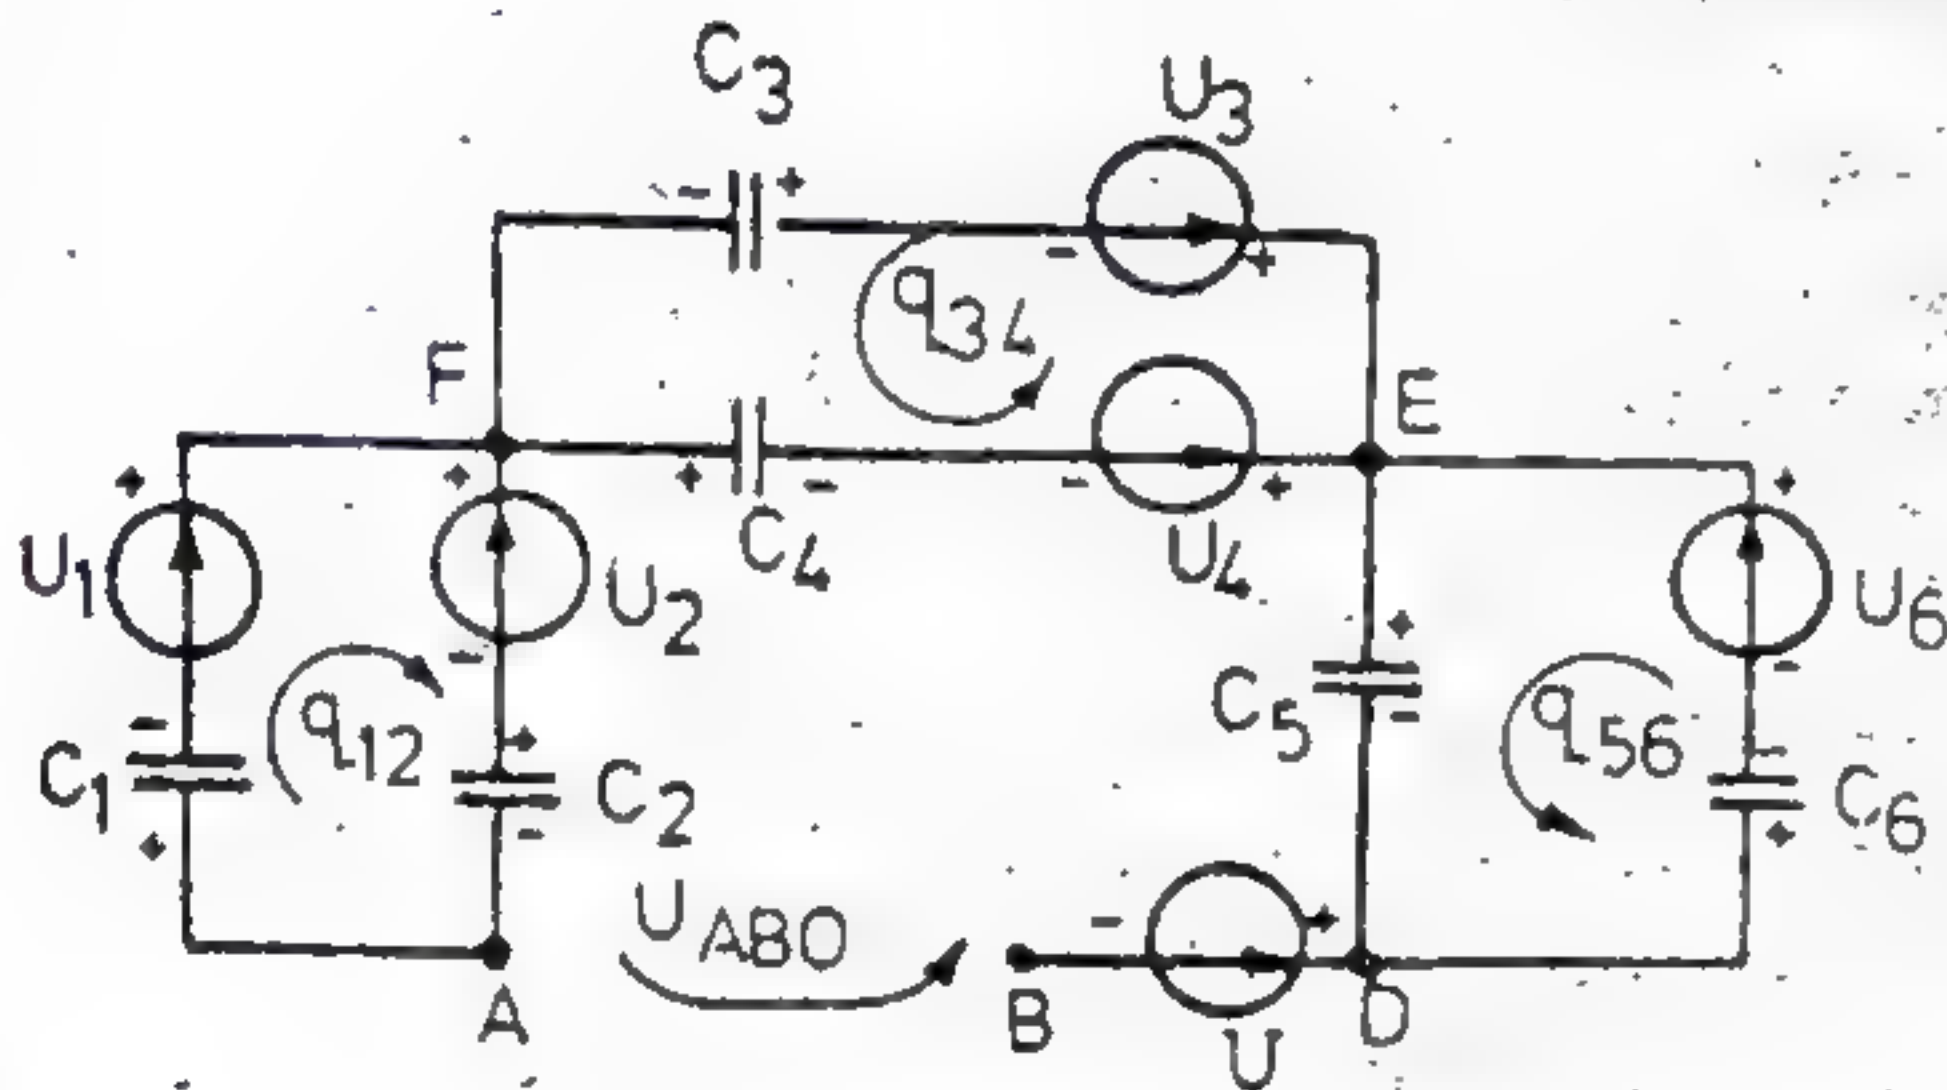 C3
U3
- +
- +
q34
F
E
C4
+ -
U4
- +
U1
+
U2
+ -
U6
+ -
C1
- +
q12
C2
+ -
C5
+ -
q56
C6
- +
UAB0
- +
A
B
U
D